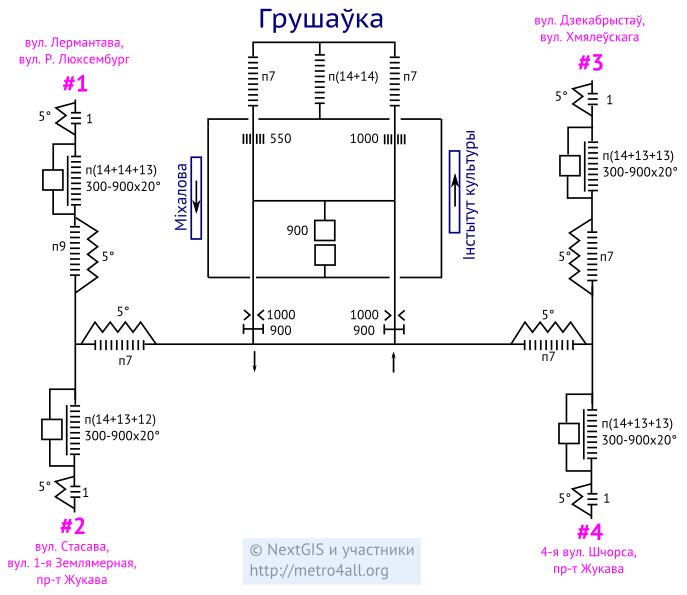 Грушаўка
вул. Лермантава,
вул. Р. Люксембург
#1
вул. Дзекабрыстаў,
вул. Хмялеўскага
#3
п7
п(14+14)
п7
5°
1
5°
1
550
1000
п(14+14+13)
300-900x20°
п(14+13+13)
300-900x20°
Міхалова
Інстытут культуры
900
п9
5°
5°
п7
1000
900
1000
900
5°
п7
5°
п7
п(14+13+12)
300-900x20°
п(14+13+13)
300-900x20°
5°
1
5°
1
#2
вул. Стасава,
вул. 1-я Землямерная,
пр-т Жукава
#4
4-я вул. Шчорса,
пр-т Жукава
© NextGIS и участники
http://metro4all.org